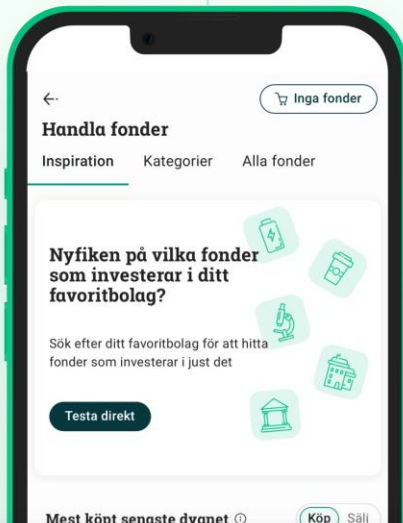 Inga fonder
Handla fonder
Inspiration Kategorier Alla fonder
Nyfiken på vilka fonder
som investerar i ditt
favoritbolag?
Sök efter ditt favoritbolag för att hitta
fonder som investerar i just det
Testa direkt
Mest köpt sengaste dygnet Köp Sälj